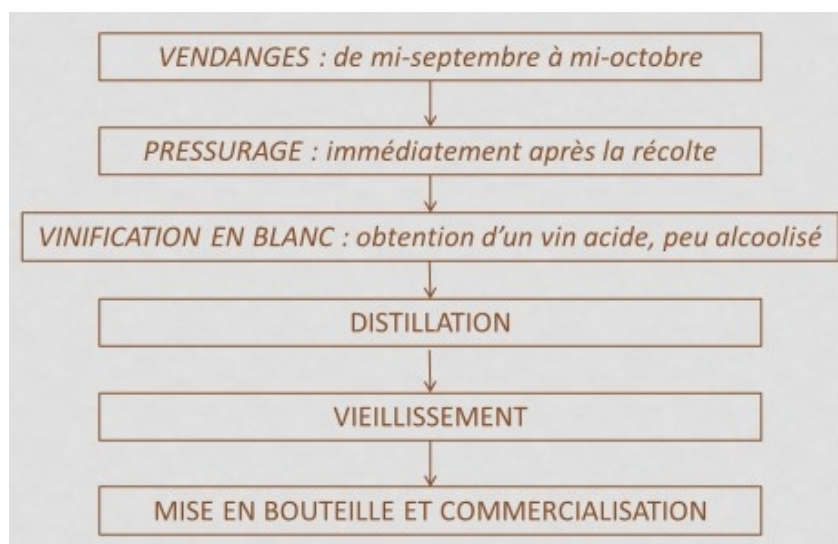 VENDANGES : de mi-septembre à mi-octobre
PRESSURAGE : immédiatement après la récolte
VINIFICATION EN BLANC : obtention d'un vin acide, peu alcoolisé
DISTILLATION
VIEILLISSEMENT
MISE EN BOUTEILLE ET COMMERCIALISATION